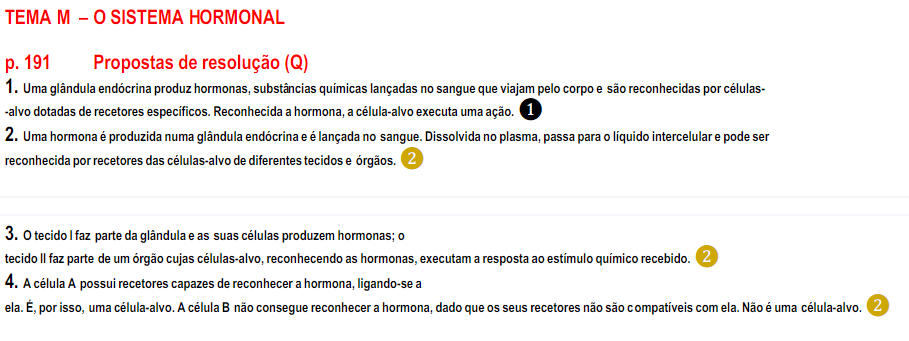 TEMA M – O SISTEMA HORMONAL
p. 191 Propostas de resolução (Q)
1. Uma glândula endócrina produz hormonas, substâncias químicas lançadas no sangue que viajam pelo corpo e são reconhecidas por células-
-alvo dotadas de recetores específicos. Reconhecida a hormona, a célula-alvo executa uma ação. 1
2. Uma hormona é produzida numa glândula endócrina e é lançada no sangue. Dissolvida no plasma, passa para o líquido intercelular e pode ser
reconhecida por recetores das células-alvo de diferentes tecidos e órgãos. 2
3. O tecido I faz parte da glândula e as suas células produzem hormonas; o
tecido II faz parte de um órgão cujas células-alvo, reconhecendo as hormonas, executam a resposta ao estímulo químico recebido. 2
4. A célula A possui recetores capazes de reconhecer a hormona, ligando-se a
ela. É, por isso, uma célula-alvo. A célula B não consegue reconhecer a hormona, dado que os seus recetores não são compatíveis com ela. Não é uma célula-alvo. 2